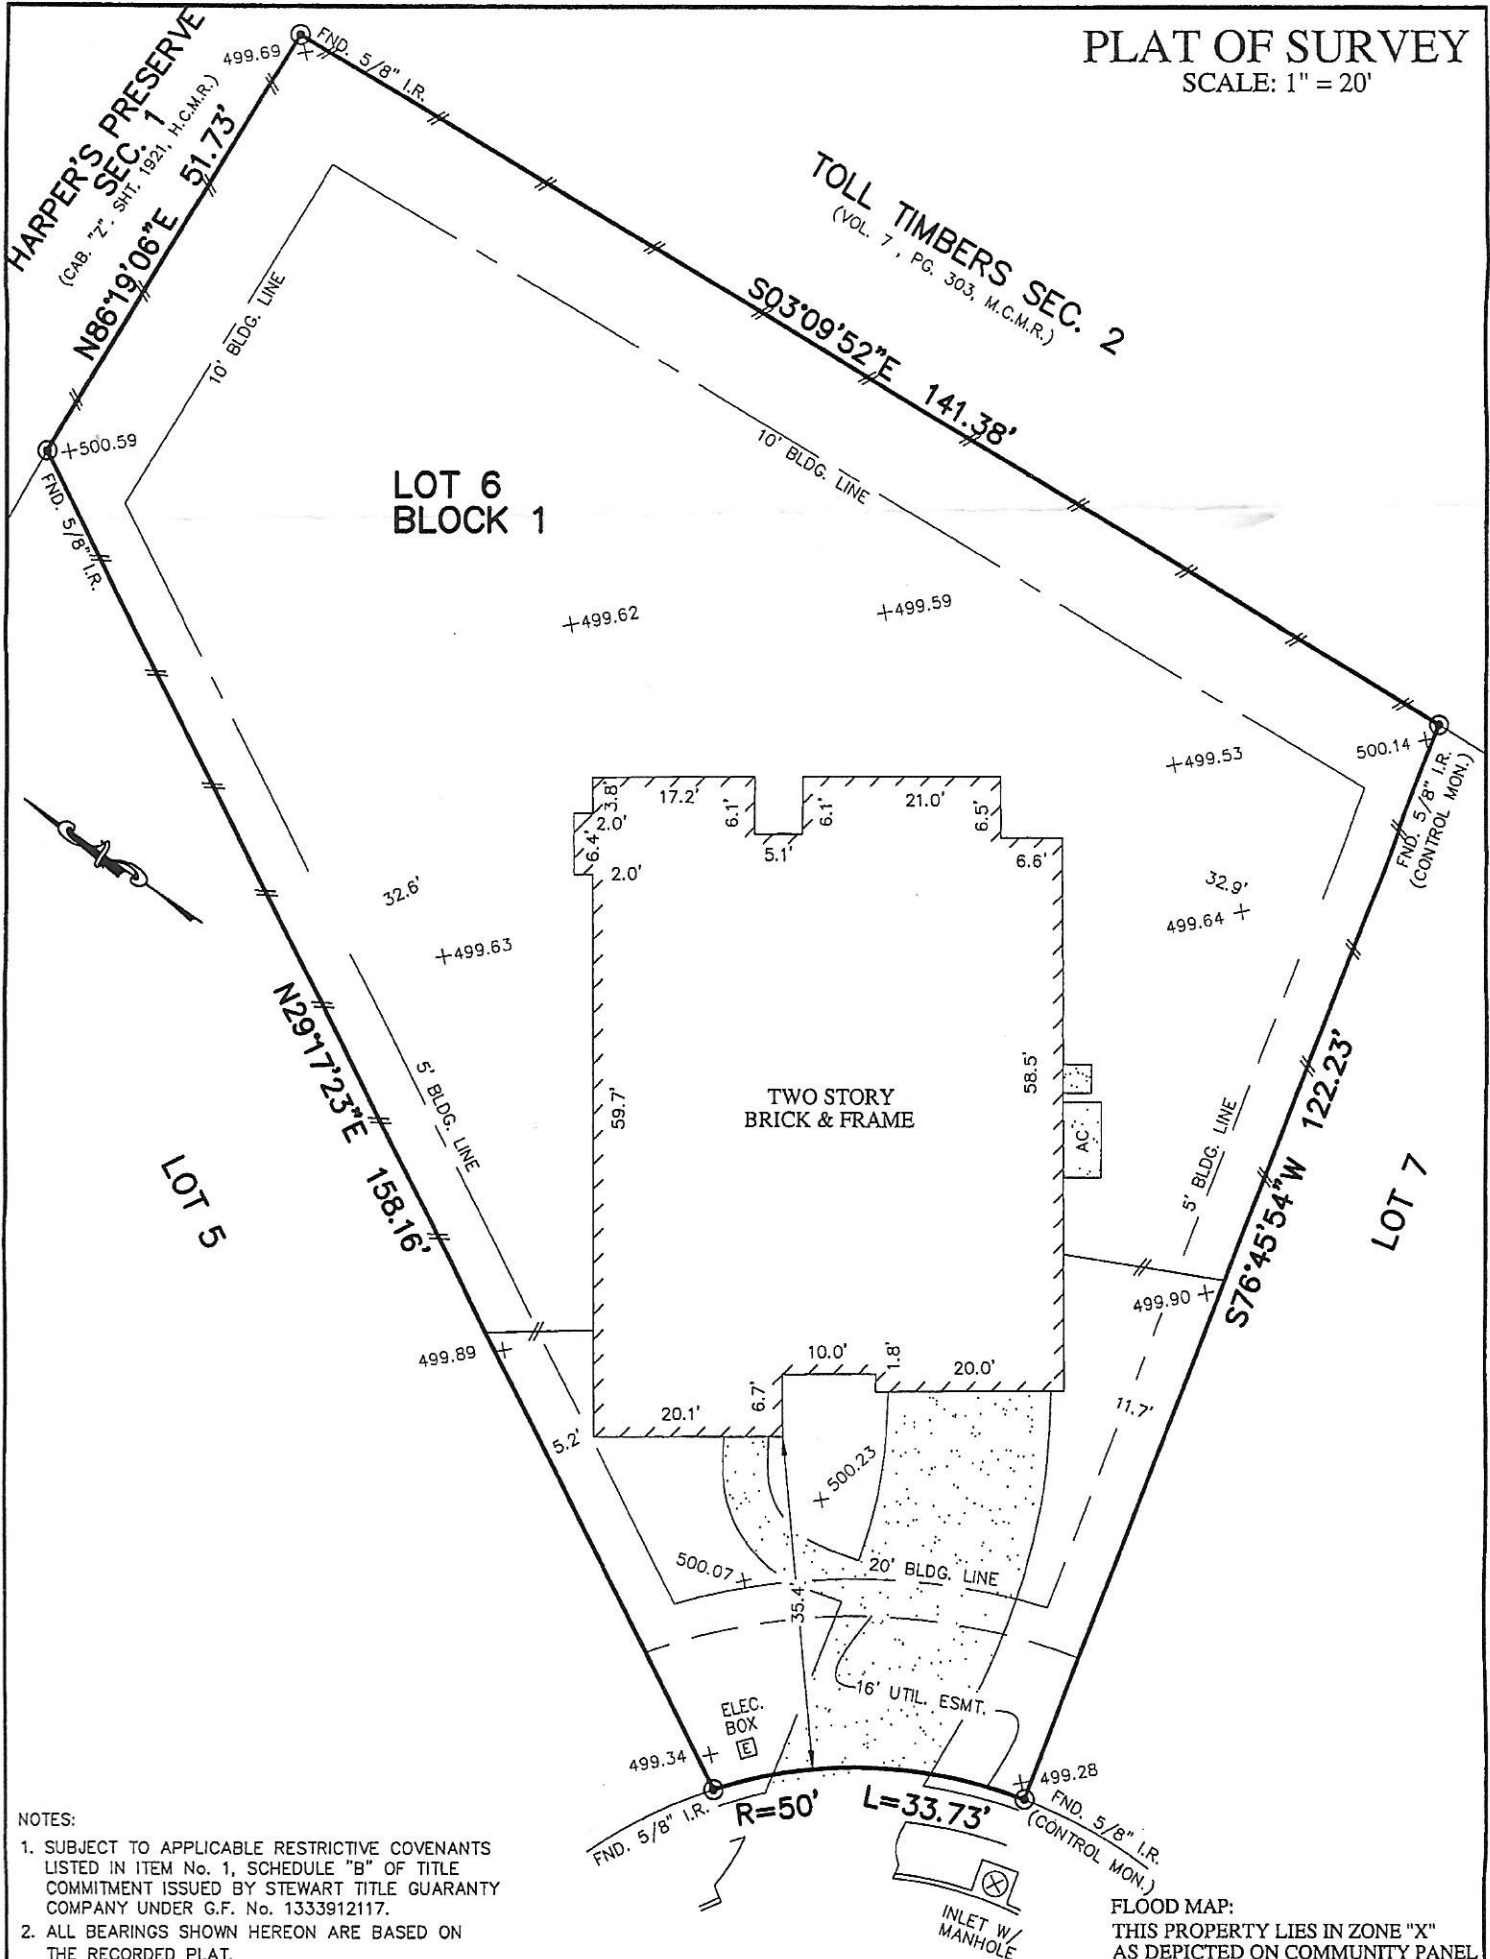 PLAT OF SURVEY
SCALE: 1" = 20'
HARPER'S PRESERVE
SEC. 1
(CAB. "Z". SHT. 1921, H.C.M.R.)
N86°19'06"E 51.73'
499.69
FND. 5/8" I.R.
TOLL TIMBERS SEC. 2
(VOL. 7 , PG. 303, M.C.M.R.)
S03°09'52"E 141.38'
10' BLDG. LINE
10' BLDG. LINE
500.59
FND. 5/8" I.R.
LOT 6
BLOCK 1
499.62
499.59
499.53
500.14
FND. 5/8" I.R.
(CONTROL MON.)
3.8'
17.2'
6.1'
5.1'
6.1'
21.0'
6.5'
6.6'
2.0'
6.4'
2.0'
32.6'
32.9'
499.64
499.63
N29°17'23"E 158.16'
5' BLDG. LINE
59.7'
TWO STORY
BRICK & FRAME
58.5'
AC
5' BLDG. LINE
S76°45'54"W 122.23'
LOT 5
LOT 7
499.90
499.89
10.0'
1.8'
20.0'
6.7'
20.1'
5.2'
11.7'
500.23
500.07
20' BLDG. LINE
35.4
16' UTIL. ESMT.
ELEC.
BOX
E
499.34
499.28
FND. 5/8" I.R.
R=50' L=33.73'
FND. 5/8" I.R.
(CONTROL MON.)
INLET W/
MANHOLE
NOTES:
1. SUBJECT TO APPLICABLE RESTRICTIVE COVENANTS
LISTED IN ITEM No. 1, SCHEDULE "B" OF TITLE
COMMITMENT ISSUED BY STEWART TITLE GUARANTY
COMPANY UNDER G.F. No. 1333912117.
2. ALL BEARINGS SHOWN HEREON ARE BASED ON
THE RECORDED PLAT.
FLOOD MAP:
THIS PROPERTY LIES IN ZONE "X"
AS DEPICTED ON COMMUNITY PANEL